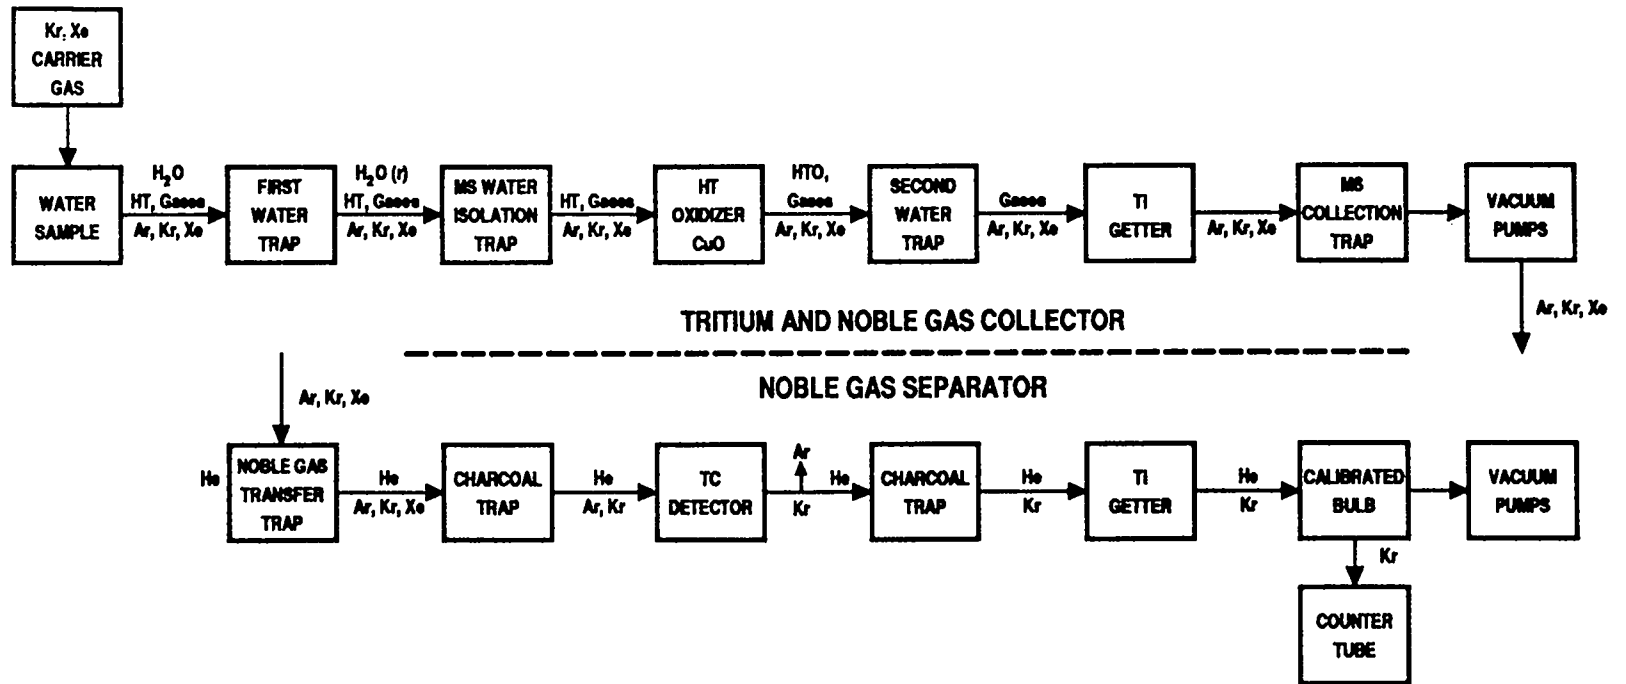 Kr, Xe
CARRIER
GAS
WATER
SAMPLE
H₂O
HT, Gases
Ar, Kr, Xe
FIRST
WATER
TRAP
H₂O (r)
HT, Gases
Ar, Kr, Xe
MS WATER
ISOLATION
TRAP
HT, Gases
Ar, Kr, Xe
HT
OXIDIZER
CuO
HTO,
Gases
Ar, Kr, Xe
SECOND
WATER
TRAP
Gases
Ar, Kr, Xe
TI
GETTER
Ar, Kr, Xe
MS
COLLECTION
TRAP
VACUUM
PUMPS
Ar, Kr, Xe
TRITIUM AND NOBLE GAS COLLECTOR
NOBLE GAS SEPARATOR
Ar, Kr, Xe
He
NOBLE GAS
TRANSFER
TRAP
He
Ar, Kr, Xe
CHARCOAL
TRAP
He
Ar, Kr
TC
DETECTOR
Ar
He
Kr
CHARCOAL
TRAP
He
Kr
TI
GETTER
He
Kr
CALIBRATED
BULB
VACUUM
PUMPS
Kr
COUNTER
TUBE